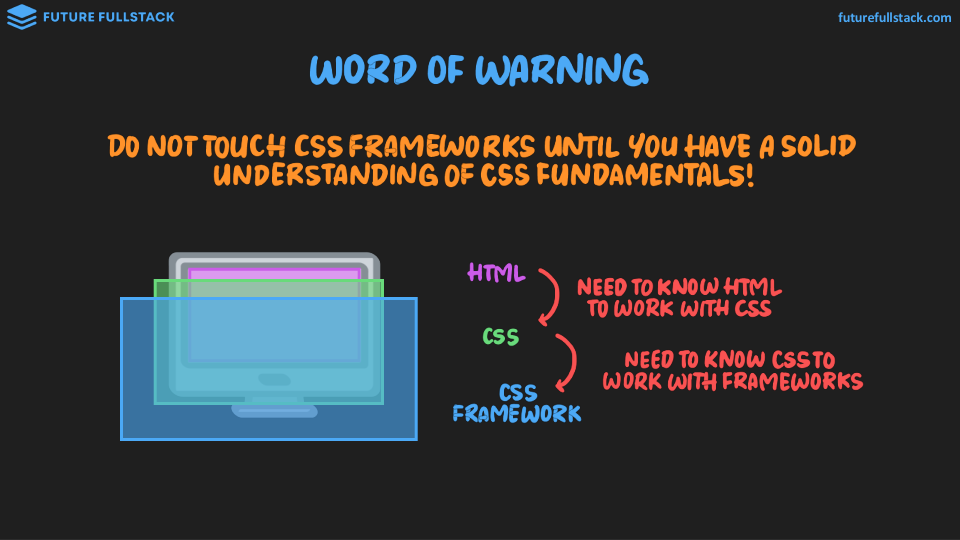 FUTURE FULLSTACK
futurefullstack.com
WORD OF WARNING
DO NOT TOUCH CSS FRAMEWORKS UNTIL YOU HAVE A SOLID
UNDERSTANDING OF CSS FUNDAMENTALS!
HTML
NEED TO KNOW HTML
TO WORK WITH CSS
CSS
NEED TO KNOW CSS TO
WORK WITH FRAMEWORKS
CSS
FRAMEWORK